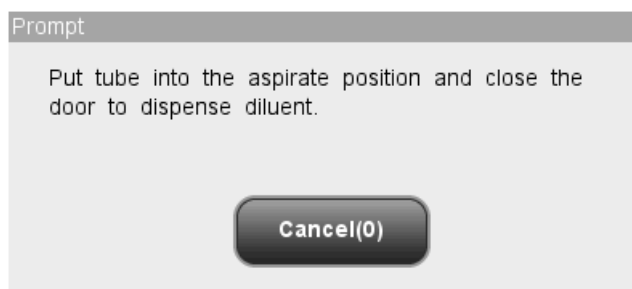 Prompt
Put tube into the aspirate position and close the
door to dispense diluent.
Cancel(0)